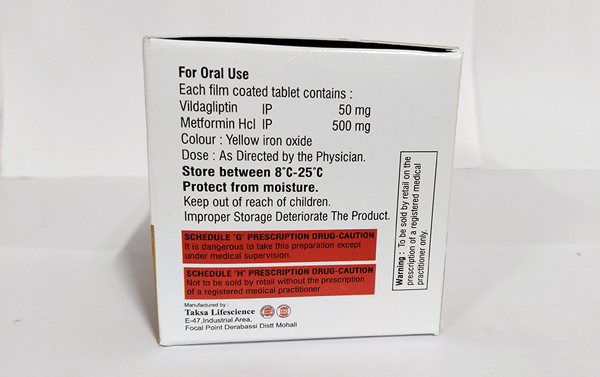 For Oral Use
Each film coated tablet contains :
Vildagliptin IP 50 mg
Metformin Hcl IP 500 mg
Colour : Yellow iron oxide
Dose : As Directed by the Physician.
Store between 8°C-25°C
Protect from moisture.
Keep out of reach of children.
Improper Storage Deteriorate The Product.
SCHEDULE 'G' PRESCRIPTION DRUG-CAUTION
It is dangerous to take this preparation except
under medical supervision.
SCHEDULE 'H' PRESCRIPTION DRUG-CAUTION
Not to be sold by retail without the prescription
of a registered medical practitioner
Manufactured by :
Taksa Lifescience
E-47,Industrial Area,
Focal Point Derabassi Distt Mohali
Warning : To be sold by retail on the
prescription of a registered medical
practitioner only.